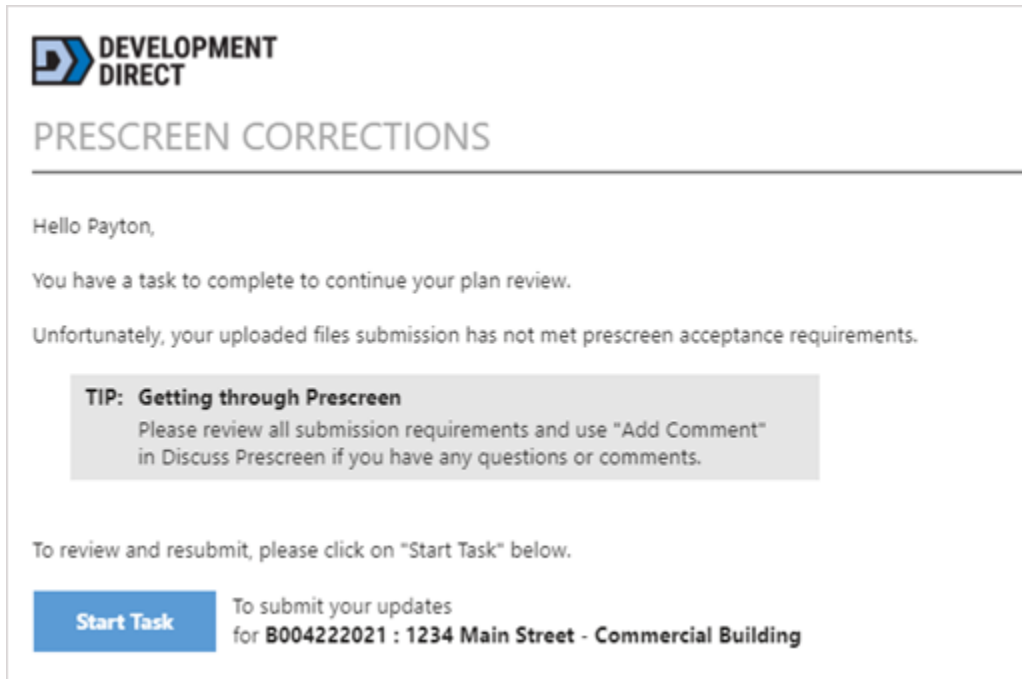 DEVELOPMENT
DIRECT
PRESCREEN CORRECTIONS
Hello Payton,
You have a task to complete to continue your plan review.
Unfortunately, your uploaded files submission has not met prescreen acceptance requirements.
TIP: Getting through Prescreen
Please review all submission requirements and use "Add Comment"
in Discuss Prescreen if you have any questions or comments.
To review and resubmit, please click on "Start Task" below.
Start Task
To submit your updates
for B004222021 : 1234 Main Street - Commercial Building